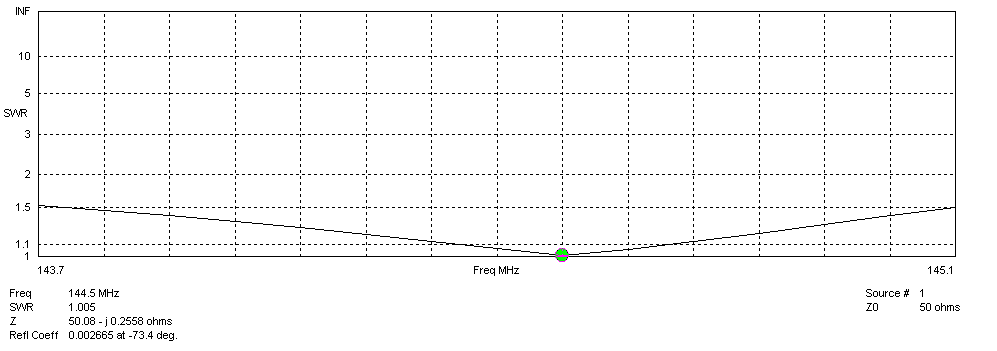 INF
10
5
SWR
3
2
1.5
1.1
1
143.7 Freq MHz 145.1
Freq 144.5 MHz Source # 1
SWR 1.005 Z0 50 ohms
Z 50.08 - j 0.2558 ohms
Refl Coeff 0.002665 at -73.4 deg.